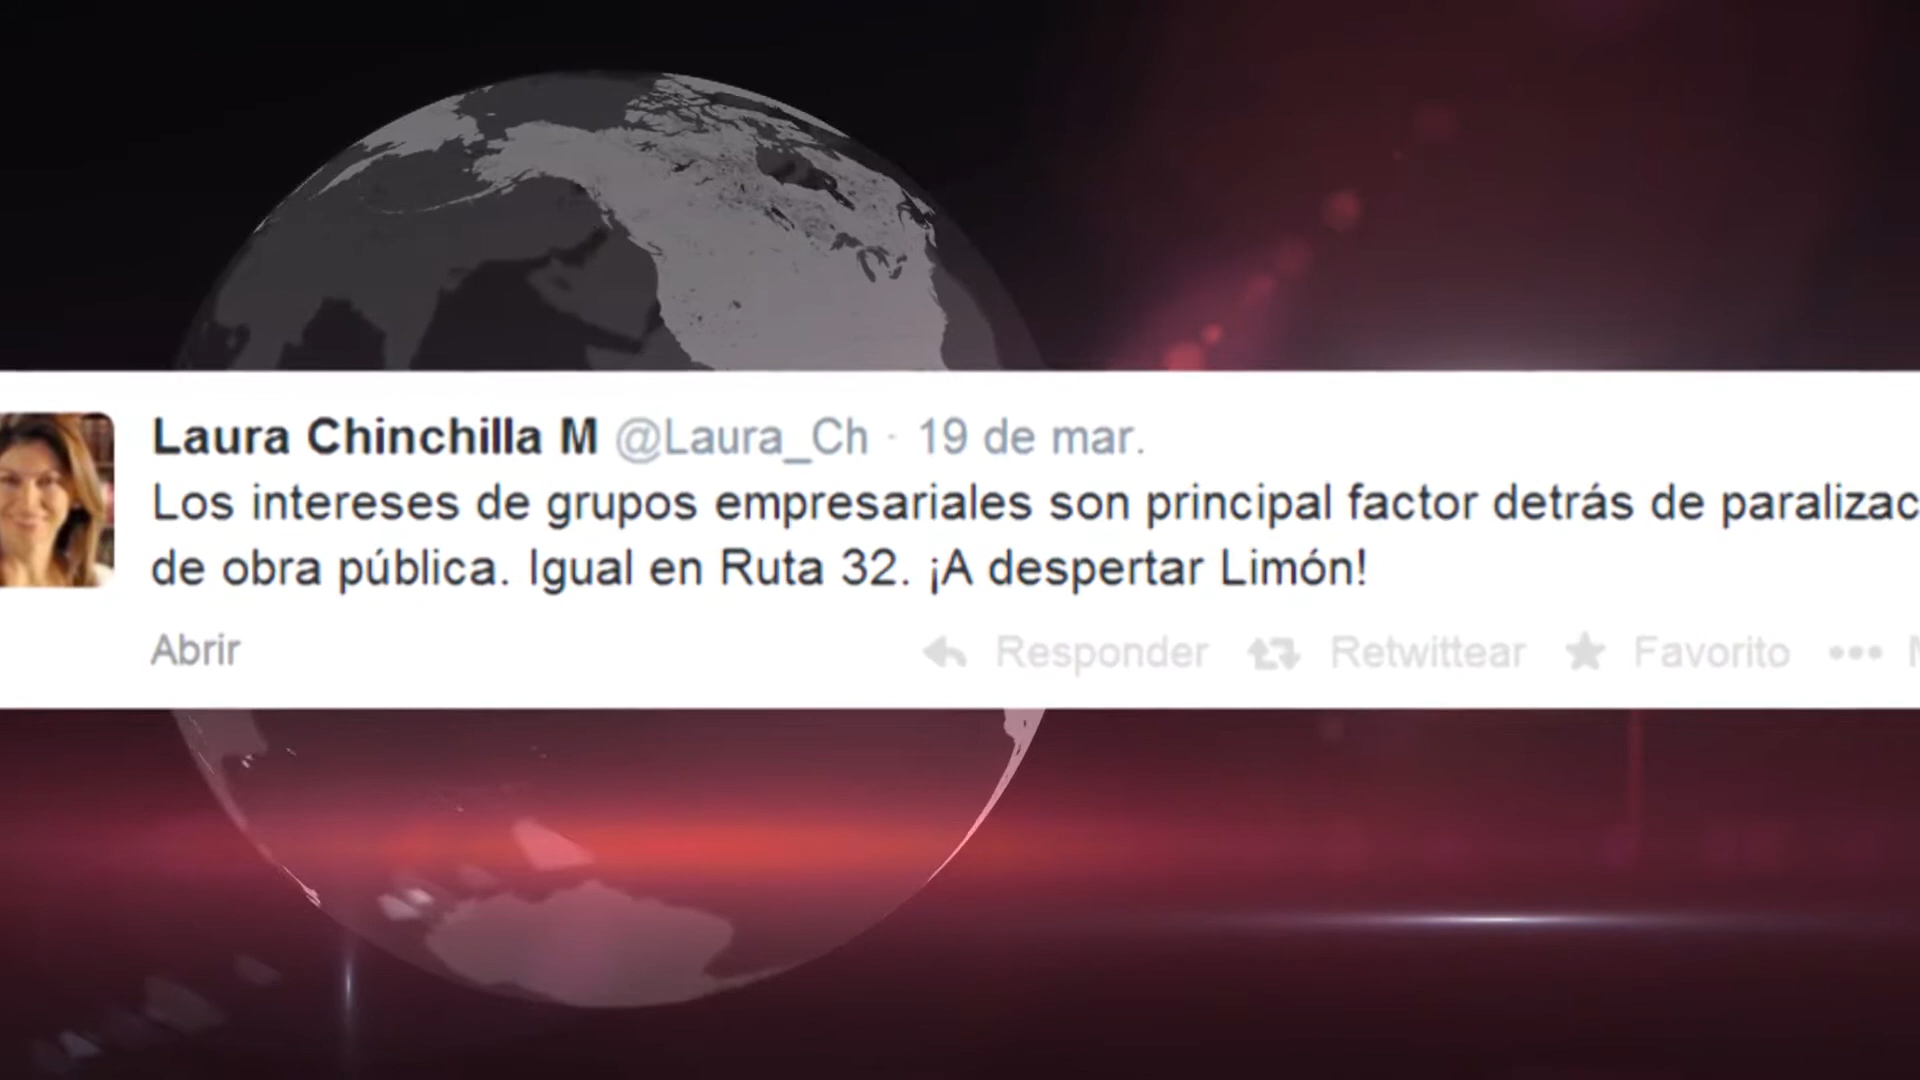 Laura Chinchilla M @Laura_Ch · 19 de mar.
Los intereses de grupos empresariales son principal factor detrás de
de obra pública. Igual en Ruta 32. ¡A despertar Limón!
Abrir Responder Retwittear Favorito